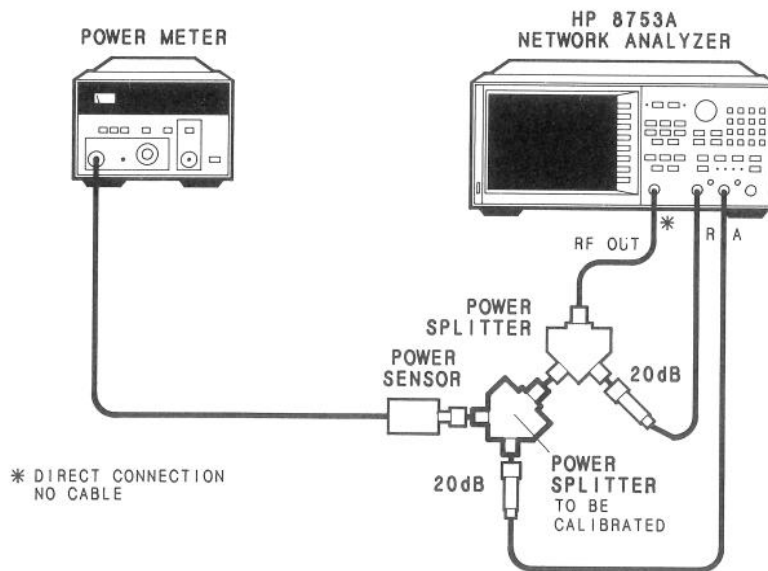 POWER METER
HP 8753A
NETWORK ANALYZER
RF OUT
*
R
A
POWER
SPLITTER
POWER
SENSOR
20dB
* DIRECT CONNECTION
NO CABLE
20dB
POWER
SPLITTER
TO BE
CALIBRATED